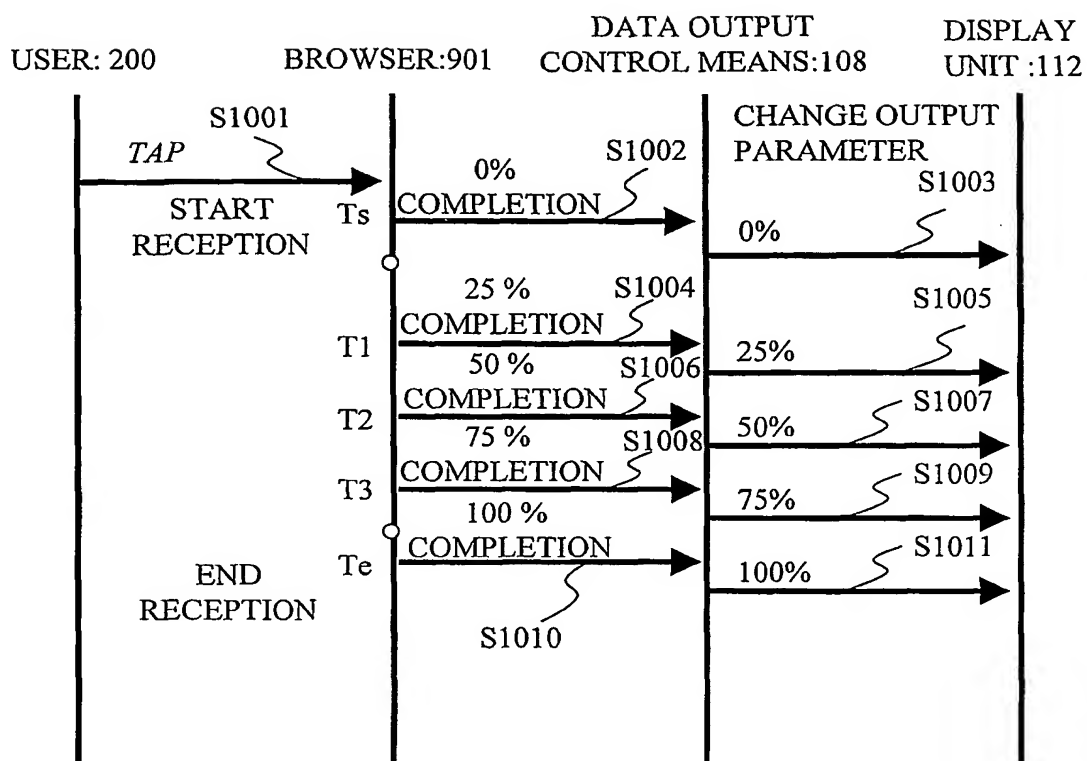 DATA OUTPUT
DISPLAY
USER: 200
BROWSER:901
CONTROL MEANS:108
UNIT :112
S1001
CHANGE OUTPUT
TAP
S1002
PARAMETER
0%
S1003
START
Ts
COMPLETION
RECEPTION
0%
25 %
S1004
S1005
COMPLETION
T1
25%
50 %
S1006
COMPLETION
S1007
T2
50%
75 %
S1008
COMPLETION
S1009
T3
75%
100 %
COMPLETION
S1011
Te
END
100%
RECEPTION
S1010